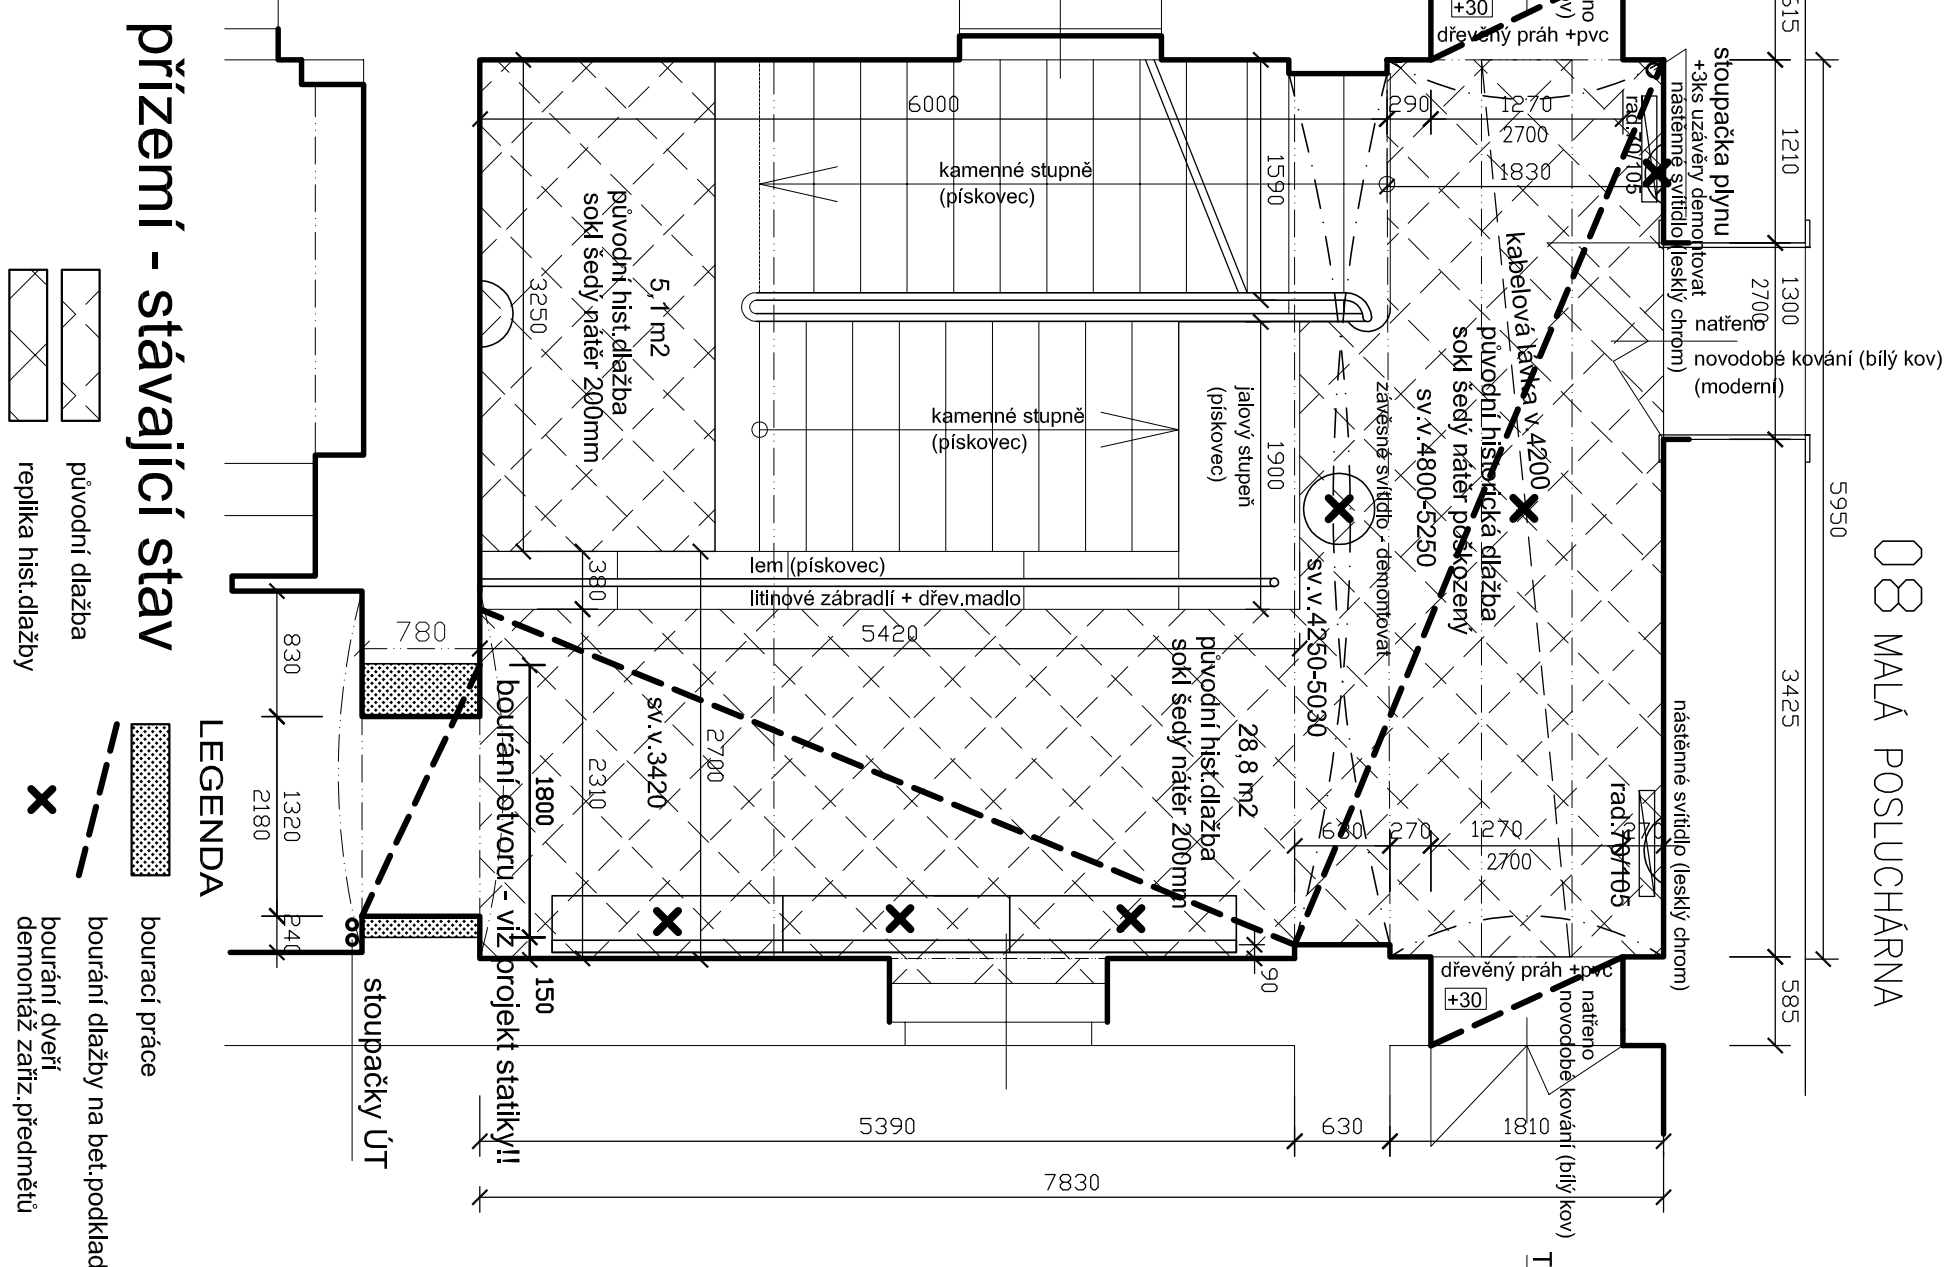 přízemí - stávající stav
původní dlažba
replika hist.dlažby
LEGENDA
bourací práce
bourání dlažby na bet.podklad
bourání dveří
demontáž zařiz.předmětů
08 MALÁ POSLUCHÁRNA
+30
dřevěný práh +pvc
515
stoupačka plynu
+3ks uzávěry demontovat
nástěnné svítidlo (lesklý chrom)
rad.70/105
6000
290
1270
2700
1830
1210
1300
2700
5950
3425
585
natřeno
novodobé kování (bílý kov)
(moderní)
kamenné stupně
(pískovec)
1590
5,1 m2
původní hist.dlažba
sokl šedý nátěr 200mm
3250
kamenné stupně
(pískovec)
jalový stupeň
(pískovec)
1900
kabelová lávka v.4200
původní historická dlažba
sokl šedý nátěr poškozený
sv.v.4800-5250
závěsné svítidlo - demontovat
sv.v.4250-5030
lem (pískovec)
litinové zábradlí + dřev.madlo
380
5420
780
830
1320
2180
240
bourání otvoru - viz projekt statiky!!
1800
150
2310
sv.v.3420
2700
28,8 m2
původní hist.dlažba
sokl šedý nátěr 200mm
630
270
1270
270
2700
rad.70/105
nástěnné svítidlo (lesklý chrom)
90
dřevěný práh +pvc
+30
natřeno
novodobé kování (bílý kov)
stoupačky ÚT
5390
630
1810
7830
T